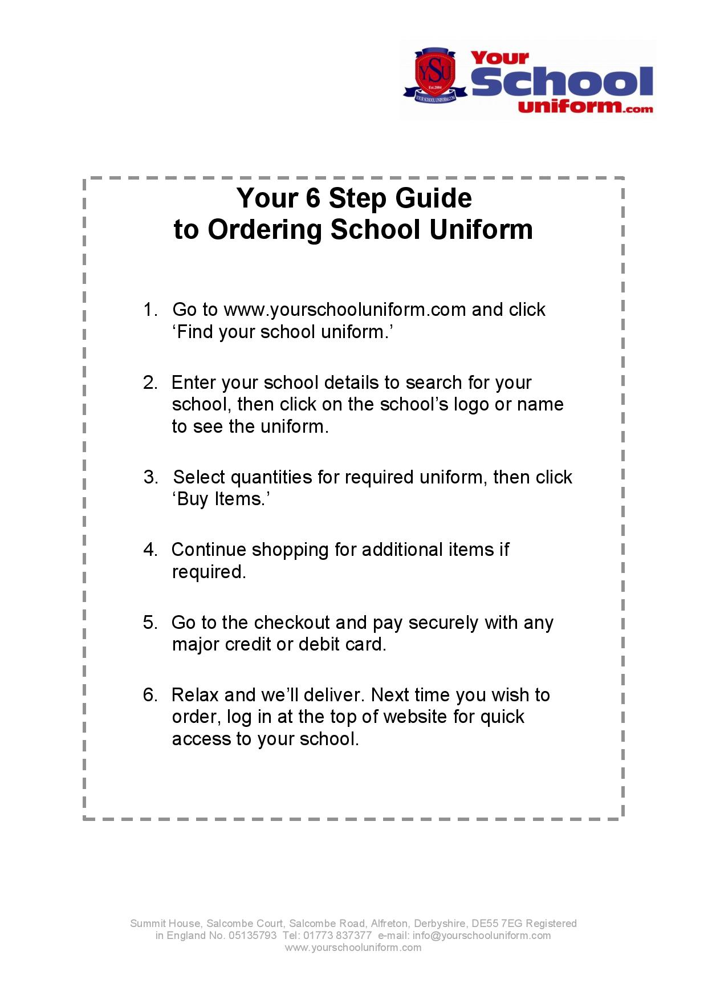 YSU
Est.2004
YOUR SCHOOL UNIFORM.COM
Your
School
uniform.com
Your 6 Step Guide
to Ordering School Uniform
1. Go to www.yourschooluniform.com and click
‘Find your school uniform.’
2. Enter your school details to search for your
school, then click on the school’s logo or name
to see the uniform.
3. Select quantities for required uniform, then click
‘Buy Items.’
4. Continue shopping for additional items if
required.
5. Go to the checkout and pay securely with any
major credit or debit card.
6. Relax and we’ll deliver. Next time you wish to
order, log in at the top of website for quick
access to your school.
Summit House, Salcombe Court, Salcombe Road, Alfreton, Derbyshire, DE55 7EG Registered
in England No. 05135793 Tel: 01773 837377 e-mail: info@yourschooluniform.com
www.yourschooluniform.com